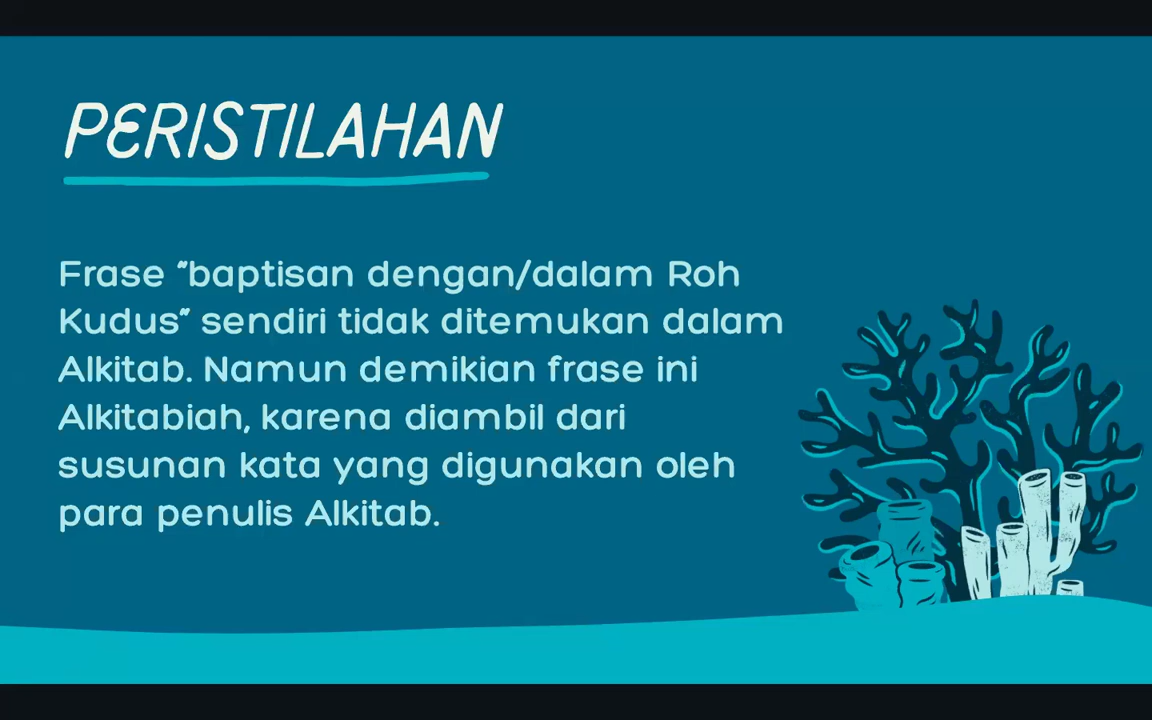 PERISTILAHAN
Frase "baptisan dengan/dalam Roh
Kudus" sendiri tidak ditemukan dalam
Alkitab. Namun demikian frase ini
Alkitabiah, karena diambil dari
susunan kata yang digunakan oleh
para penulis Alkitab.